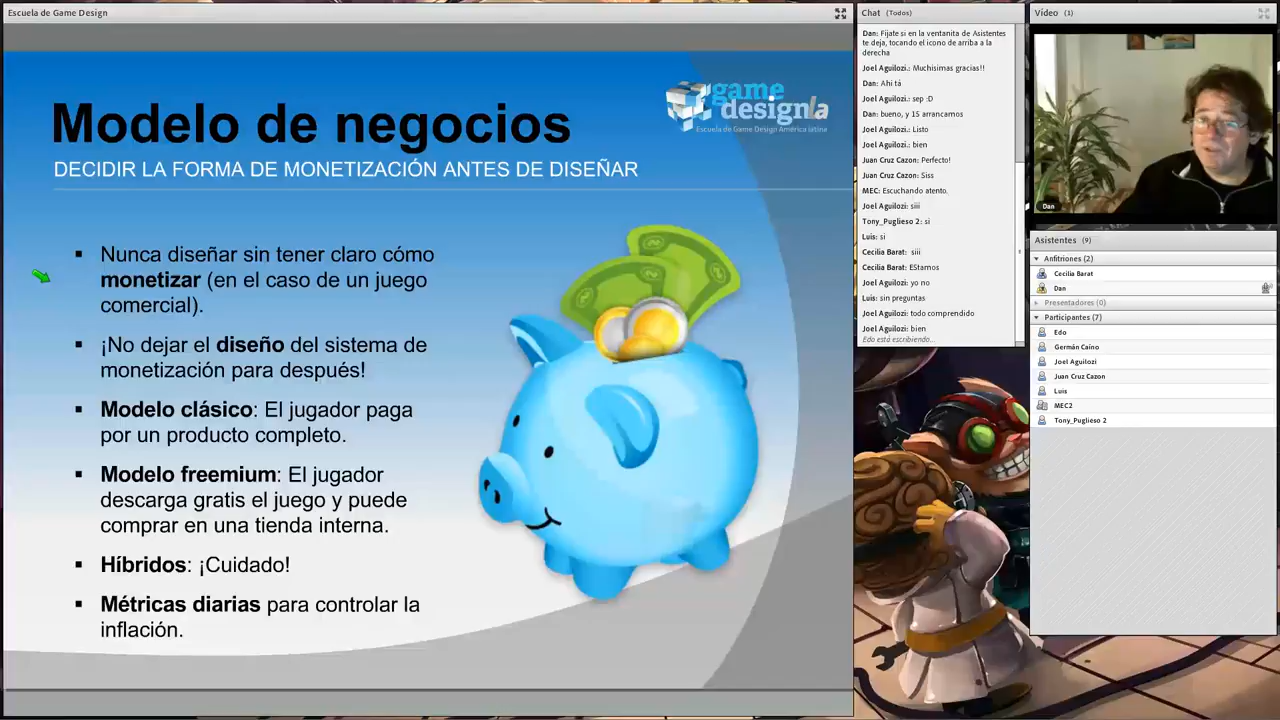 Escuela de Game Design
game
designla
Escuela de Game Design América latina
Modelo de negocios
DECIDIR LA FORMA DE MONETIZACIÓN ANTES DE DISEÑAR
▪ Nunca diseñar sin tener claro cómo
monetizar (en el caso de un juego
comercial).
▪ ¡No dejar el diseño del sistema de
monetización para después!
▪ Modelo clásico: El jugador paga
por un producto completo.
▪ Modelo freemium: El jugador
descarga gratis el juego y puede
comprar en una tienda interna.
▪ Híbridos: ¡Cuidado!
▪ Métricas diarias para controlar la
inflación.
Chat (Todos)
Dan: Fijate si en la ventanita de Asistentes
te deja, tocando el icono de arriba a la
derecha
Joel Aguilozi.: Muchisimas gracias!!
Dan: Ahi tá
Joel Aguilozi.: sep :D
Dan: bueno, y 15 arrancamos
Joel Aguilozi.: Listo
Joel Aguilozi.: bien
Juan Cruz Cazon: Perfecto!
Juan Cruz Cazon: Siss
MEC: Escuchando atento.
Joel Aguilozi: siii
Tony_Puglieso 2: si
Luis: si
Cecilia Barat: siii
Cecilia Barat: EStamos
Joel Aguilozi: yo no
Luis: sin preguntas
Joel Aguilozi: todo comprendido
Joel Aguilozi: bien
Edo está escribiendo...
Vídeo (1)
Dan
Asistentes (9)
Anfitriones (2)
Cecilia Barat
Dan
Presentadores (0)
Participantes (7)
Edo
Germán Caíno
Joel Aguilozi
Juan Cruz Cazon
Luis
MEC2
Tony_Puglieso 2